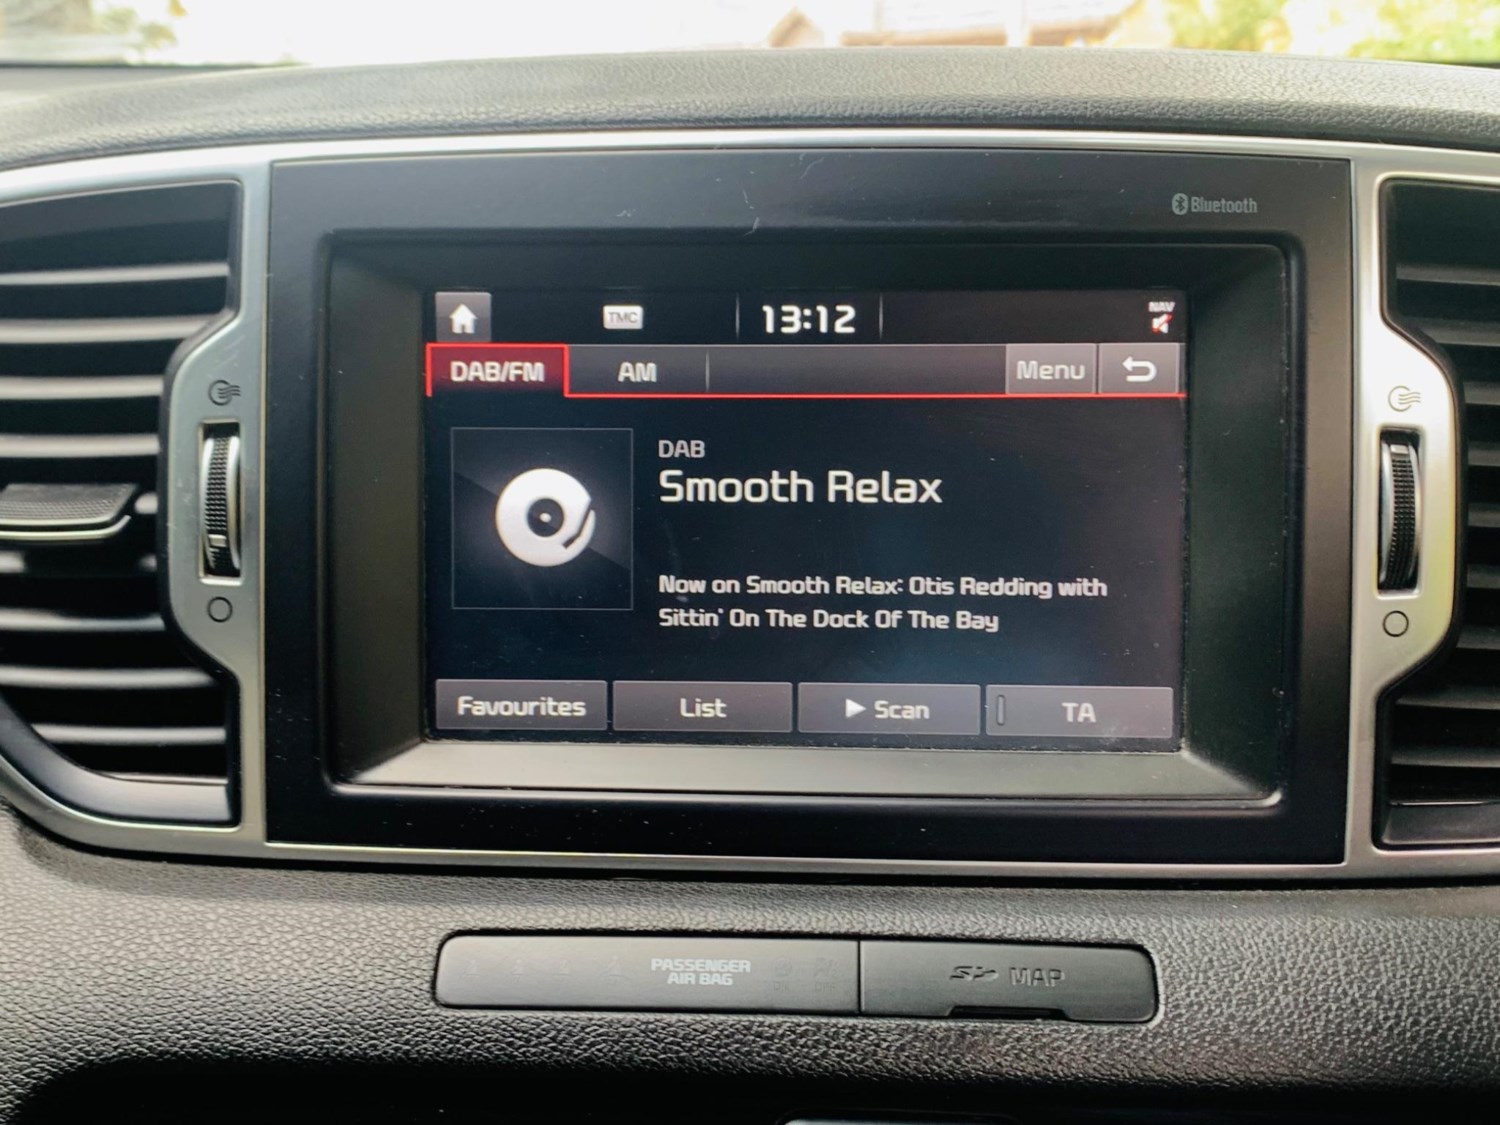 Bluetooth
TMC
13:12
NAV
DAB/FM
AM
Menu
DAB
Smooth Relax
Now on Smooth Relax: Otis Redding with
Sittin' On The Dock Of The Bay
Favourites
List
Scan
TA
PASSENGER
AIR BAG
SD MAP